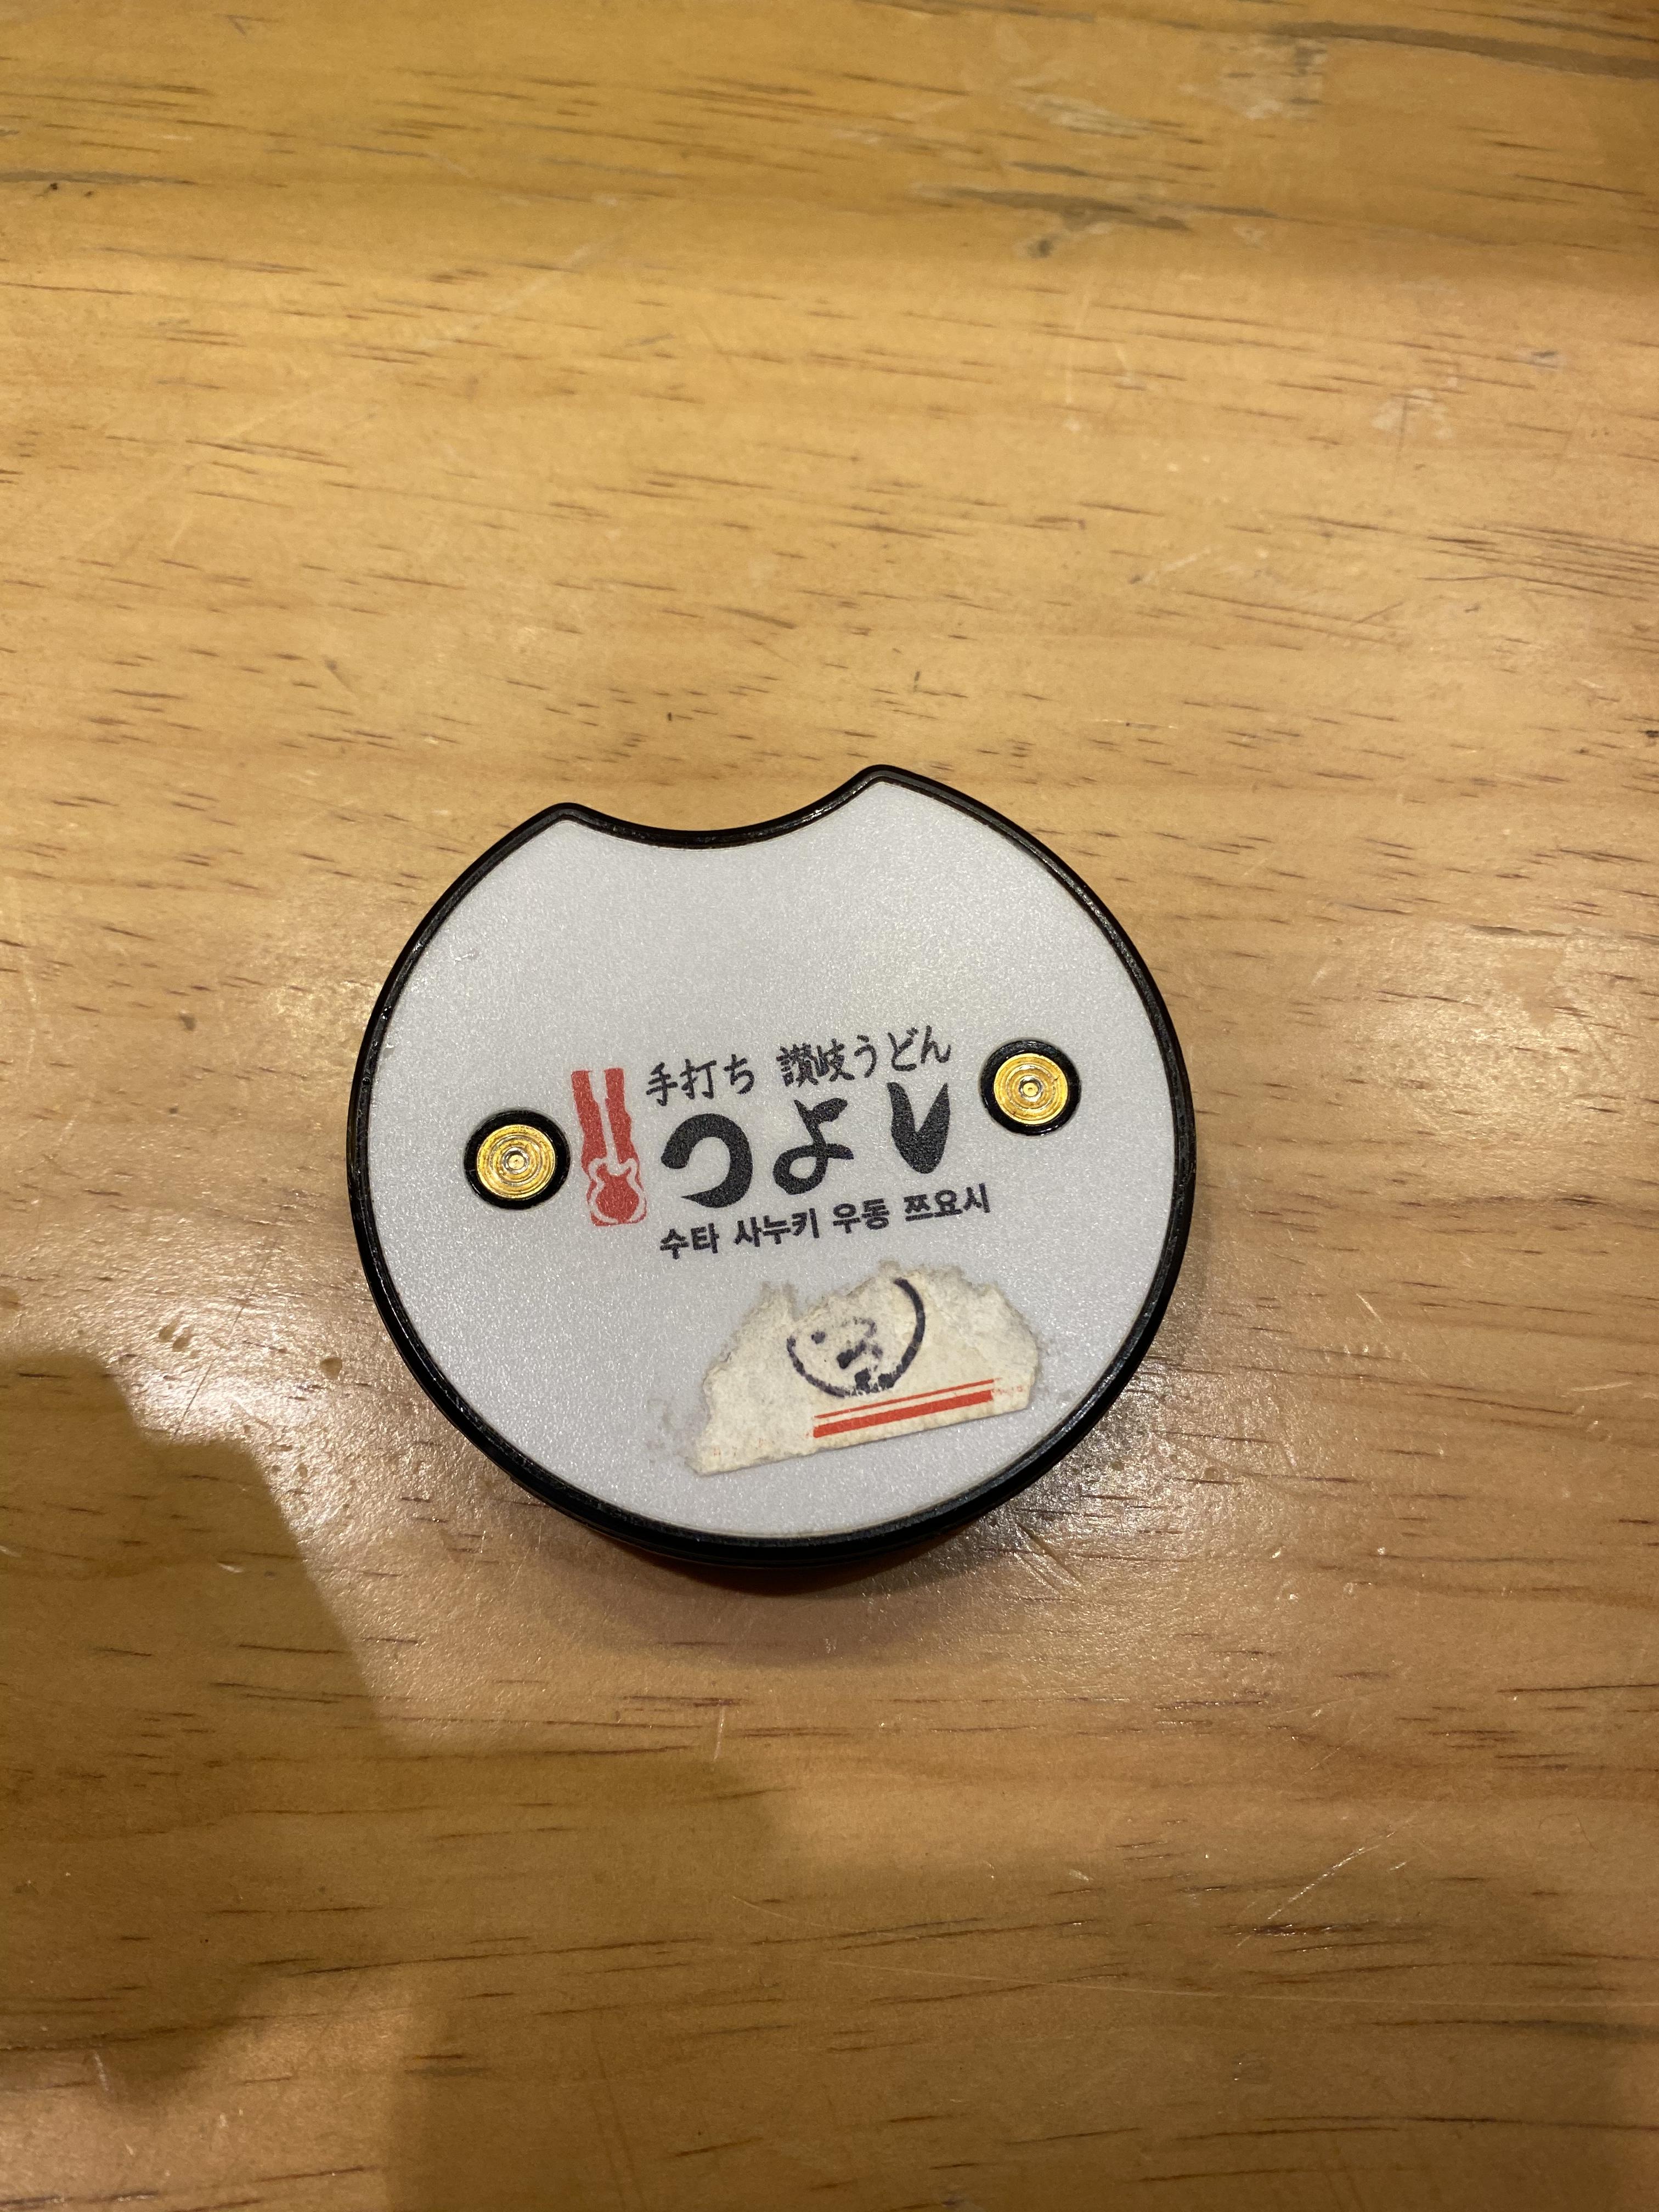 手打ち 讃岐うどん
つよし
수타 사누키 우동 쯔요시